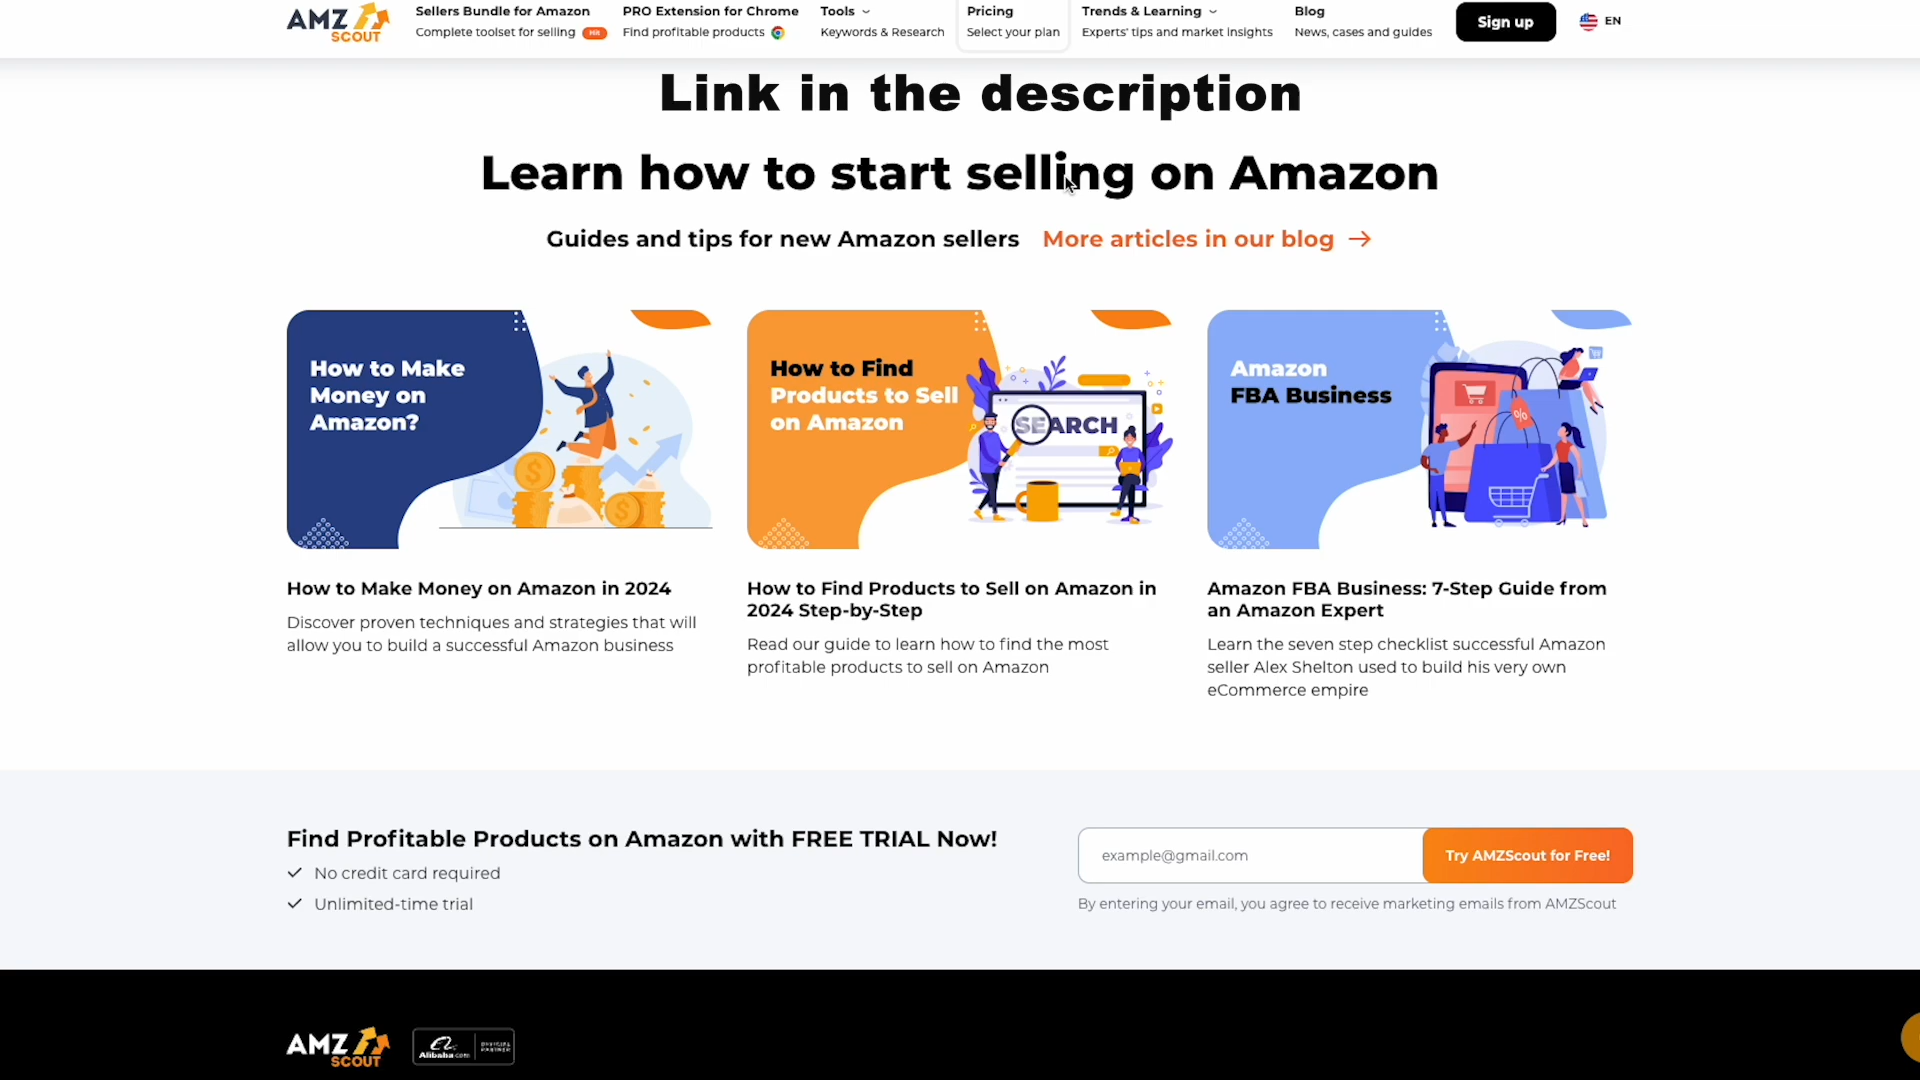 AMZ SCOUT
Sellers Bundle for Amazon
Complete toolset for selling Hit
PRO Extension for Chrome
Find profitable products
Tools
Keywords & Research
Pricing
Select your plan
Trends & Learning
Experts' tips and market insights
Blog
News, cases and guides
Sign up
EN
Link in the description
Learn how to start selling on Amazon
Guides and tips for new Amazon sellers More articles in our blog →
How to Make
Money on
Amazon?
How to Find
Products to Sell
on Amazon
SEARCH
Amazon
FBA Business
%
How to Make Money on Amazon in 2024
Discover proven techniques and strategies that will
allow you to build a successful Amazon business
How to Find Products to Sell on Amazon in
2024 Step-by-Step
Read our guide to learn how to find the most
profitable products to sell on Amazon
Amazon FBA Business: 7-Step Guide from
an Amazon Expert
Learn the seven step checklist successful Amazon
seller Alex Shelton used to build his very own
eCommerce empire
Find Profitable Products on Amazon with FREE TRIAL Now!
No credit card required
Unlimited-time trial
example@gmail.com
Try AMZScout for Free!
By entering your email, you agree to receive marketing emails from AMZScout
AMZ SCOUT
Alibaba.com OFFICIAL PARTNER